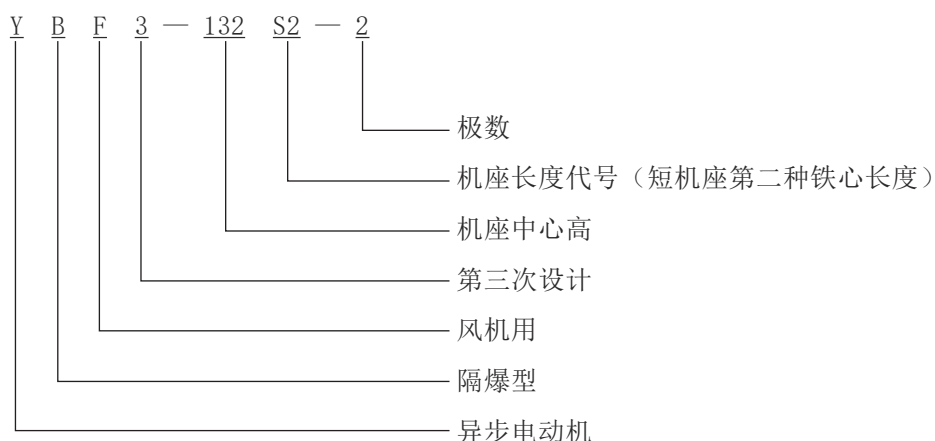 Y B F 3 — 132 S2 — 2
极数
机座长度代号（短机座第二种铁心长度）
机座中心高
第三次设计
风机用
隔爆型
异步电动机